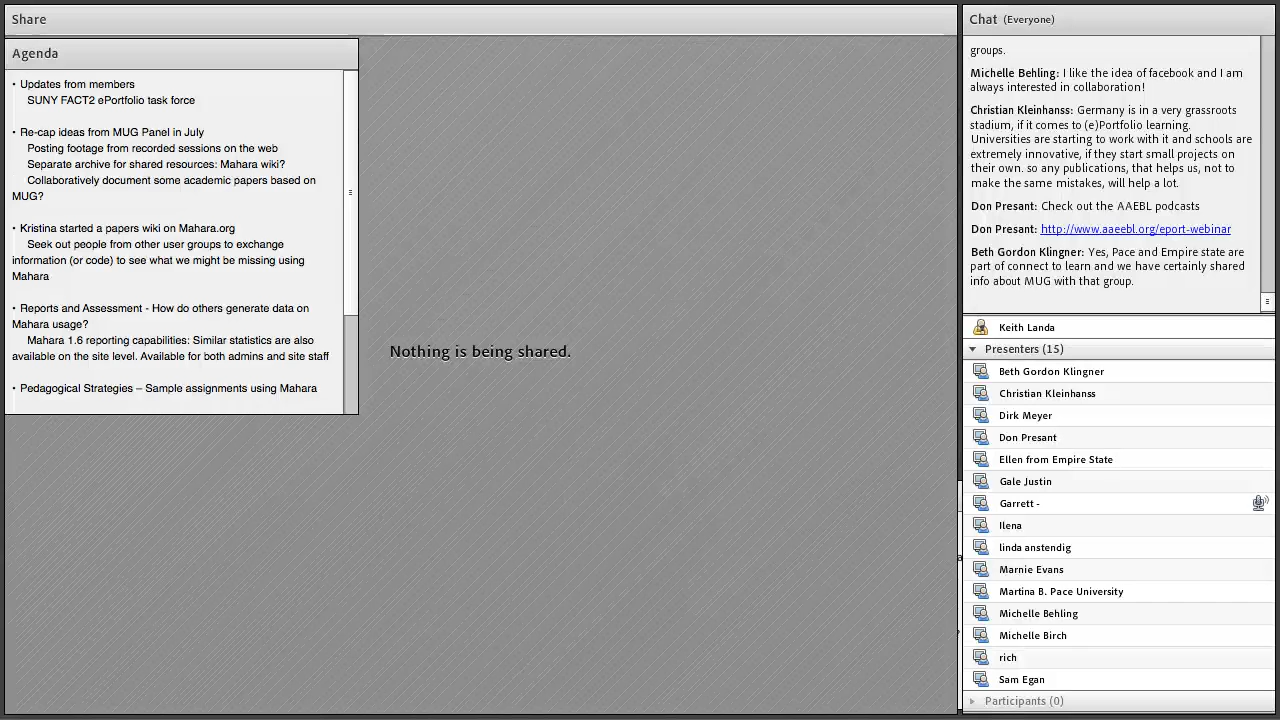 Share
Agenda
• Updates from members
SUNY FACT2 ePortfolio task force
• Re-cap ideas from MUG Panel in July
Posting footage from recorded sessions on the web
Separate archive for shared resources: Mahara wiki?
Collaboratively document some academic papers based on
MUG?
• Kristina started a papers wiki on Mahara.org
Seek out people from other user groups to exchange
information (or code) to see what we might be missing using
Mahara
• Reports and Assessment - How do others generate data on
Mahara usage?
Mahara 1.6 reporting capabilities: Similar statistics are also
available on the site level. Available for both admins and site staff
• Pedagogical Strategies – Sample assignments using Mahara
Nothing is being shared.
Chat (Everyone)
groups.
Michelle Behling: I like the idea of facebook and I am
always interested in collaboration!
Christian Kleinhanss: Germany is in a very grassroots
stadium, if it comes to (e)Portfolio learning.
Universities are starting to work with it and schools are
extremely innovative, if they start small projects on
their own. so any publications, that helps us, not to
make the same mistakes, will help a lot.
Don Presant: Check out the AAEBL podcasts
Don Presant: http://www.aaeebl.org/eport-webinar
Beth Gordon Klingner: Yes, Pace and Empire state are
part of connect to learn and we have certainly shared
info about MUG with that group.
Keith Landa
Presenters (15)
Beth Gordon Klingner
Christian Kleinhanss
Dirk Meyer
Don Presant
Ellen from Empire State
Gale Justin
Garrett -
Ilena
linda anstendig
Marnie Evans
Martina B. Pace University
Michelle Behling
Michelle Birch
rich
Sam Egan
Participants (0)